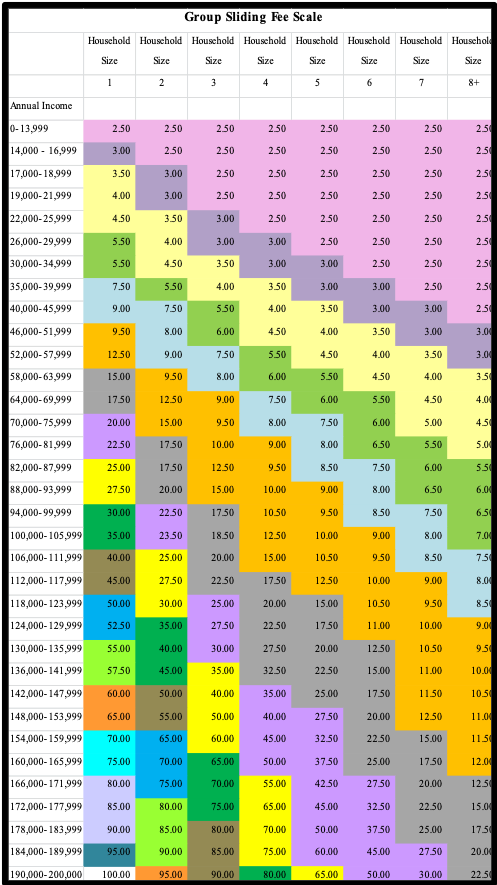 Group Sliding Fee Scale
Household Household Household Household Household Household Household Household
Size Size Size Size Size Size Size Size
1 2 3 4 5 6 7 8+
Annual Income
0-13,999 2.50 2.50 2.50 2.50 2.50 2.50 2.50 2.50
14,000 - 16,999 3.00 2.50 2.50 2.50 2.50 2.50 2.50 2.50
17,000-18,999 3.50 3.00 2.50 2.50 2.50 2.50 2.50 2.50
19,000-21,999 4.00 3.00 2.50 2.50 2.50 2.50 2.50 2.50
22,000-25,999 4.50 3.50 3.00 2.50 2.50 2.50 2.50 2.50
26,000-29,999 5.50 4.00 3.00 3.00 2.50 2.50 2.50 2.50
30,000-34,999 5.50 4.50 3.50 3.00 3.00 2.50 2.50 2.50
35,000-39,999 7.50 5.50 4.00 3.50 3.00 3.00 2.50 2.50
40,000-45,999 9.00 7.50 5.50 4.00 3.50 3.00 3.00 2.50
46,000-51,999 9.50 8.00 6.00 4.50 4.00 3.50 3.00 3.00
52,000-57,999 12.50 9.00 7.50 5.50 4.50 4.00 3.50 3.00
58,000-63,999 15.00 9.50 8.00 6.00 5.50 4.50 4.00 3.50
64,000-69,999 17.50 12.50 9.00 7.50 6.00 5.50 4.50 4.00
70,000-75,999 20.00 15.00 9.50 8.00 7.50 6.00 5.00 4.50
76,000-81,999 22.50 17.50 10.00 9.00 8.00 6.50 5.50 5.00
82,000-87,999 25.00 17.50 12.50 9.50 8.50 7.50 6.00 5.50
88,000-93,999 27.50 20.00 15.00 10.00 9.00 8.00 6.50 6.00
94,000-99,999 30.00 22.50 17.50 10.50 9.50 8.50 7.50 6.50
100,000-105,999 35.00 23.50 18.50 12.50 10.00 9.00 8.00 7.00
106,000-111,999 40.00 25.00 20.00 15.00 10.50 9.50 8.50 7.50
112,000-117,999 45.00 27.50 22.50 17.50 12.50 10.00 9.00 8.00
118,000-123,999 50.00 30.00 25.00 20.00 15.00 10.50 9.50 8.50
124,000-129,999 52.50 35.00 27.50 22.50 17.50 11.00 10.00 9.00
130,000-135,999 55.00 40.00 30.00 27.50 20.00 12.50 10.50 9.50
136,000-141,999 57.50 45.00 35.00 32.50 22.50 15.00 11.00 10.00
142,000-147,999 60.00 50.00 40.00 35.00 25.00 17.50 11.50 10.50
148,000-153,999 65.00 55.00 50.00 40.00 27.50 20.00 12.50 11.00
154,000-159,999 70.00 65.00 60.00 45.00 32.50 22.50 15.00 11.50
160,000-165,999 75.00 70.00 65.00 50.00 37.50 25.00 17.50 12.00
166,000-171,999 80.00 75.00 70.00 55.00 42.50 27.50 20.00 12.50
172,000-177,999 85.00 80.00 75.00 65.00 45.00 32.50 22.50 15.00
178,000-183,999 90.00 85.00 80.00 70.00 50.00 37.50 25.00 17.50
184,000-189,999 95.00 90.00 85.00 75.00 60.00 45.00 27.50 20.00
190,000-200,000 100.00 95.00 90.00 80.00 65.00 50.00 30.00 22.50